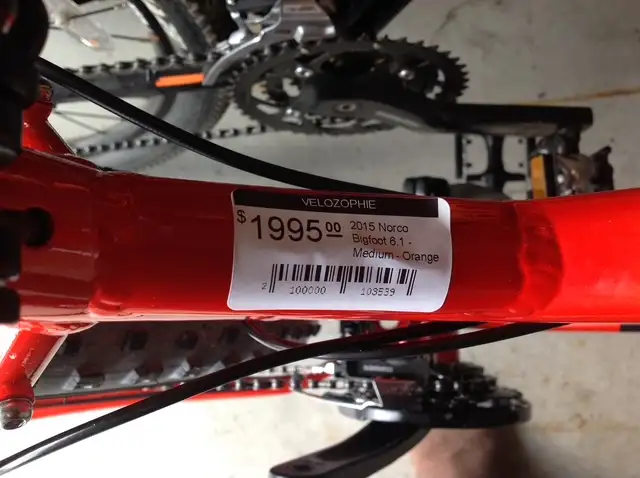 VELOZOPHIE
$1995.00 2015 Norco
Bigfoot 6.1 -
Medium - Orange
2 100000 103539